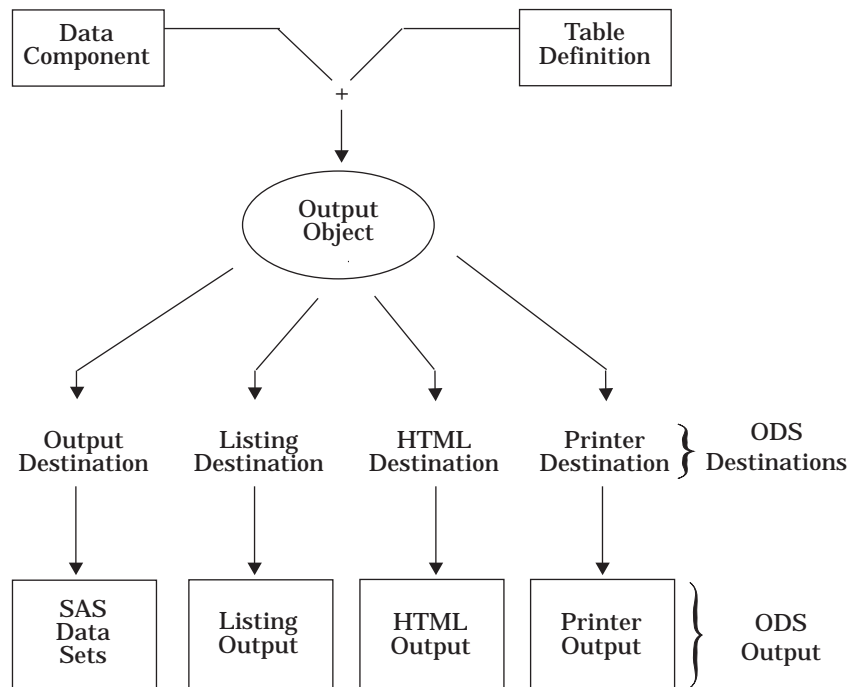 Data
Component
Table
Definition
+
Output
Object
Output
Destination
Listing
Destination
HTML
Destination
Printer
Destination
ODS
Destinations
SAS
Data
Sets
Listing
Output
HTML
Output
Printer
Output
ODS
Output